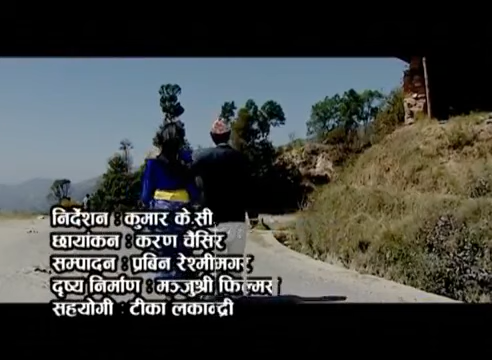 निर्देशन : कुमार के.सी
छायांकन : करण चैसिर
सम्पादन : प्रबिन रेश्मीमगर
दृष्य निर्माण : मञ्जुश्री फिल्मस
सहयोगी : टीका लकान्द्री